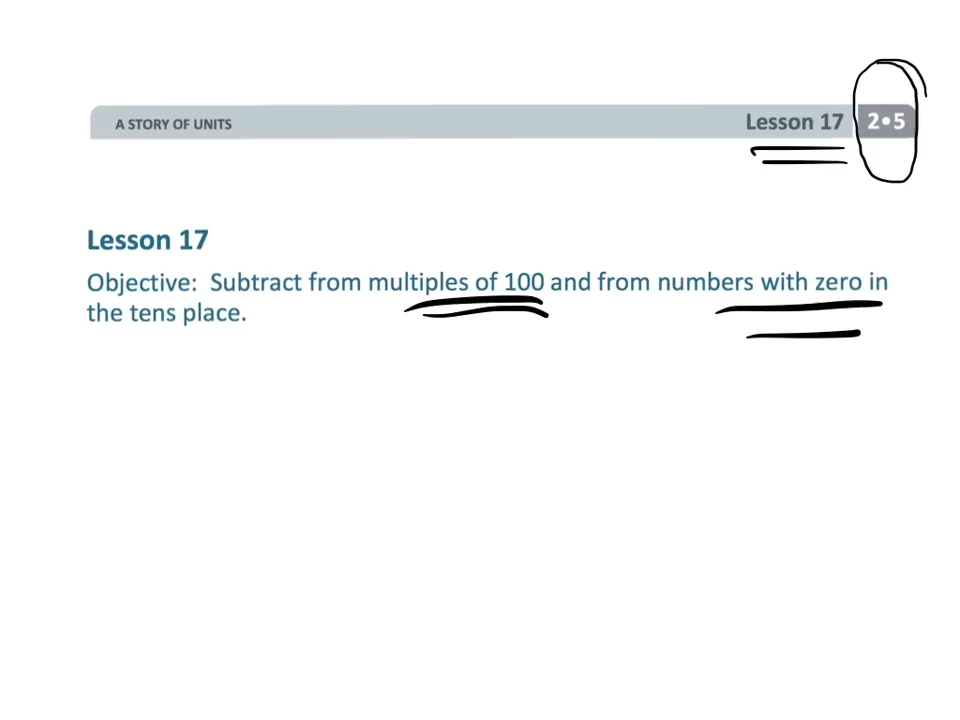 A STORY OF UNITS Lesson 17 2•5
Lesson 17
Objective: Subtract from multiples of 100 and from numbers with zero in
the tens place.